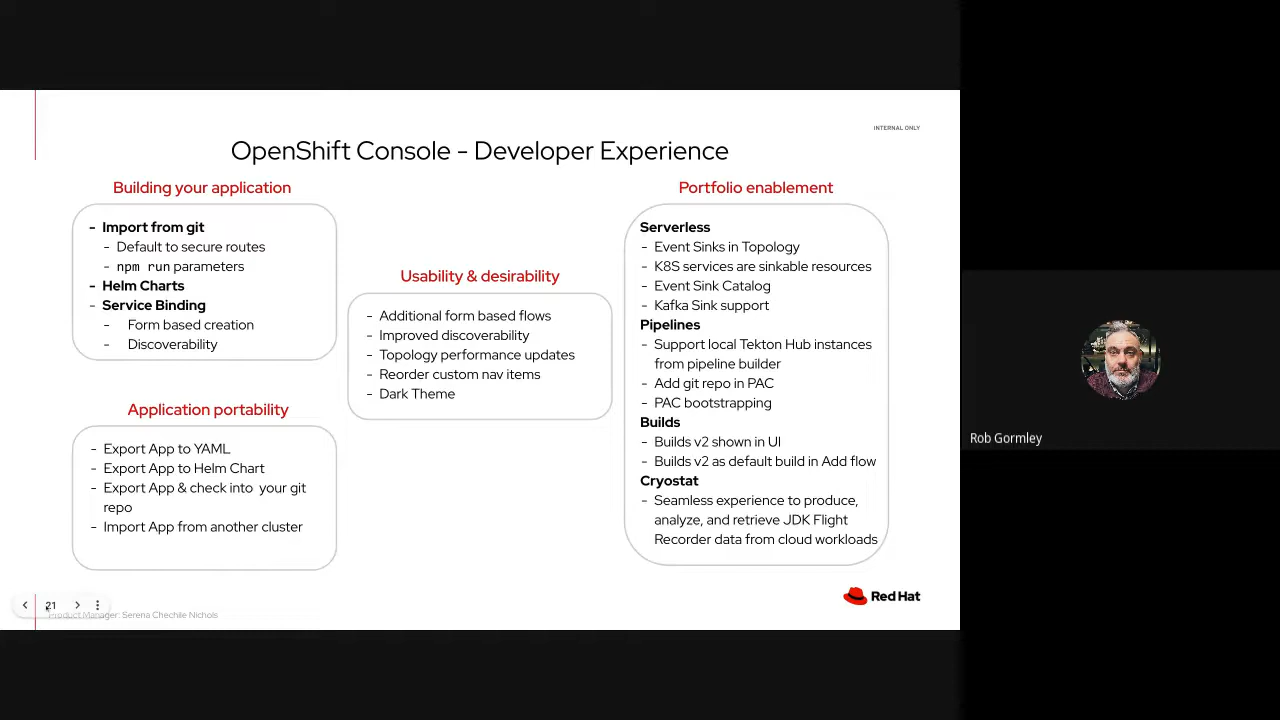 INTERNAL ONLY
OpenShift Console - Developer Experience
Building your application
- Import from git
- Default to secure routes
- npm run parameters
- Helm Charts
- Service Binding
- Form based creation
- Discoverability
Application portability
- Export App to YAML
- Export App to Helm Chart
- Export App & check into your git
repo
- Import App from another cluster
Usability & desirability
- Additional form based flows
- Improved discoverability
- Topology performance updates
- Reorder custom nav items
- Dark Theme
Portfolio enablement
Serverless
- Event Sinks in Topology
- K8S services are sinkable resources
- Event Sink Catalog
- Kafka Sink support
Pipelines
- Support local Tekton Hub instances
from pipeline builder
- Add git repo in PAC
- PAC bootstrapping
Builds
- Builds v2 shown in UI
- Builds v2 as default build in Add flow
Cryostat
- Seamless experience to produce,
analyze, and retrieve JDK Flight
Recorder data from cloud workloads
21
Product Manager: Serena Chechile Nichols
Red Hat
Rob Gormley